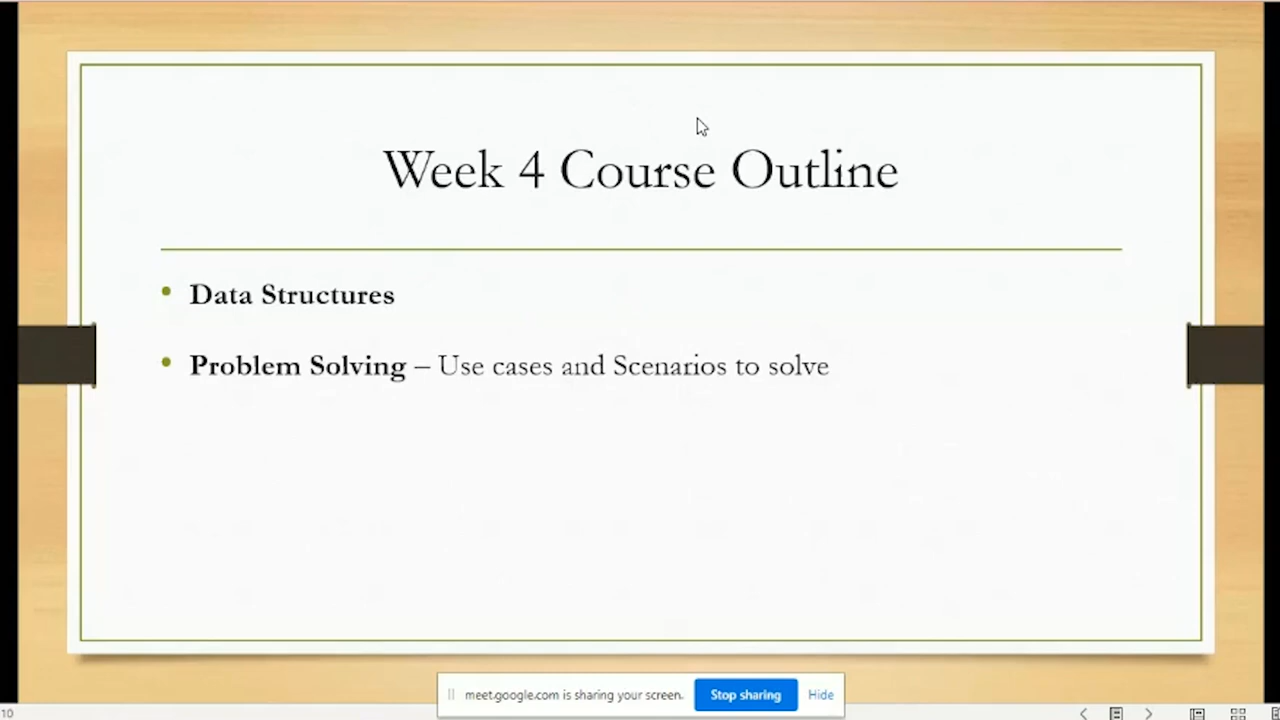 Week 4 Course Outline
• Data Structures
• Problem Solving – Use cases and Scenarios to solve
meet.google.com is sharing your screen. Stop sharing Hide
10